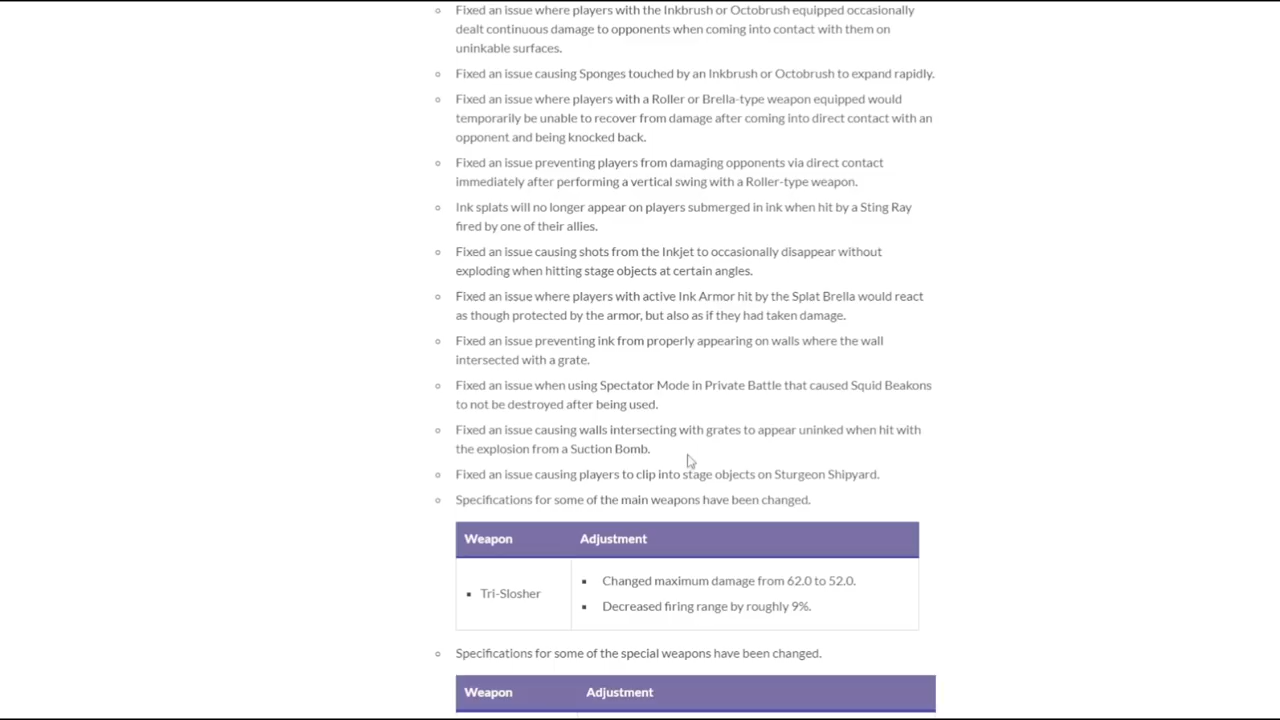 Fixed an issue where players with the Inkbrush or Octobrush equipped occasionally
dealt continuous damage to opponents when coming into contact with them on
uninkable surfaces.
Fixed an issue causing Sponges touched by an Inkbrush or Octobrush to expand rapidly.
Fixed an issue where players with a Roller or Brella-type weapon equipped would
temporarily be unable to recover from damage after coming into direct contact with an
opponent and being knocked back.
Fixed an issue preventing players from damaging opponents via direct contact
immediately after performing a vertical swing with a Roller-type weapon.
Ink splats will no longer appear on players submerged in ink when hit by a Sting Ray
fired by one of their allies.
Fixed an issue causing shots from the Inkjet to occasionally disappear without
exploding when hitting stage objects at certain angles.
Fixed an issue where players with active Ink Armor hit by the Splat Brella would react
as though protected by the armor, but also as if they had taken damage.
Fixed an issue preventing ink from properly appearing on walls where the wall
intersected with a grate.
Fixed an issue when using Spectator Mode in Private Battle that caused Squid Beakons
to not be destroyed after being used.
Fixed an issue causing walls intersecting with grates to appear uninked when hit with
the explosion from a Suction Bomb.
Fixed an issue causing players to clip into stage objects on Sturgeon Shipyard.
Specifications for some of the main weapons have been changed.
Weapon Adjustment
Tri-Slosher
Changed maximum damage from 62.0 to 52.0.
Decreased firing range by roughly 9%.
Specifications for some of the special weapons have been changed.
Weapon Adjustment